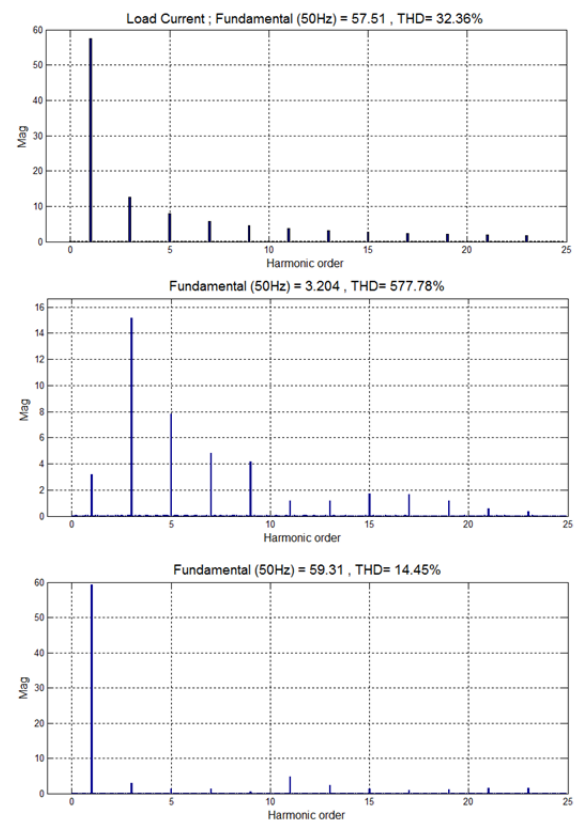 Load Current ; Fundamental (50Hz) = 57.51 , THD= 32.36%
60
50
40
30
20
10
0
Mag
0 5 10 15 20 25
Harmonic order
Fundamental (50Hz) = 3.204 , THD= 577.78%
16
14
12
10
8
6
4
2
0
Mag
0 5 10 15 20 25
Harmonic order
Fundamental (50Hz) = 59.31 , THD= 14.45%
60
50
40
30
20
10
0
Mag
0 5 10 15 20 25
Harmonic order